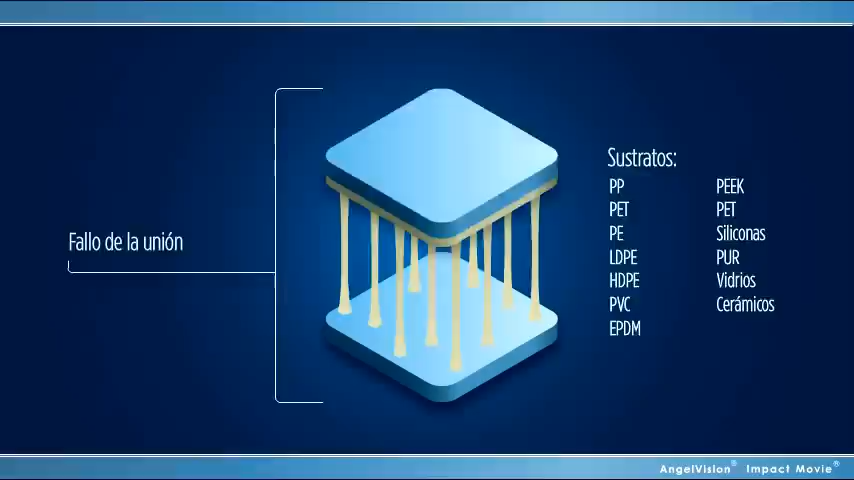 Fallo de la unión
Sustratos:
PP
PET
PE
LDPE
HDPE
PVC
EPDM
PEEK
PET
Siliconas
PUR
Vidrios
Cerámicos
AngelVision® Impact Movie®